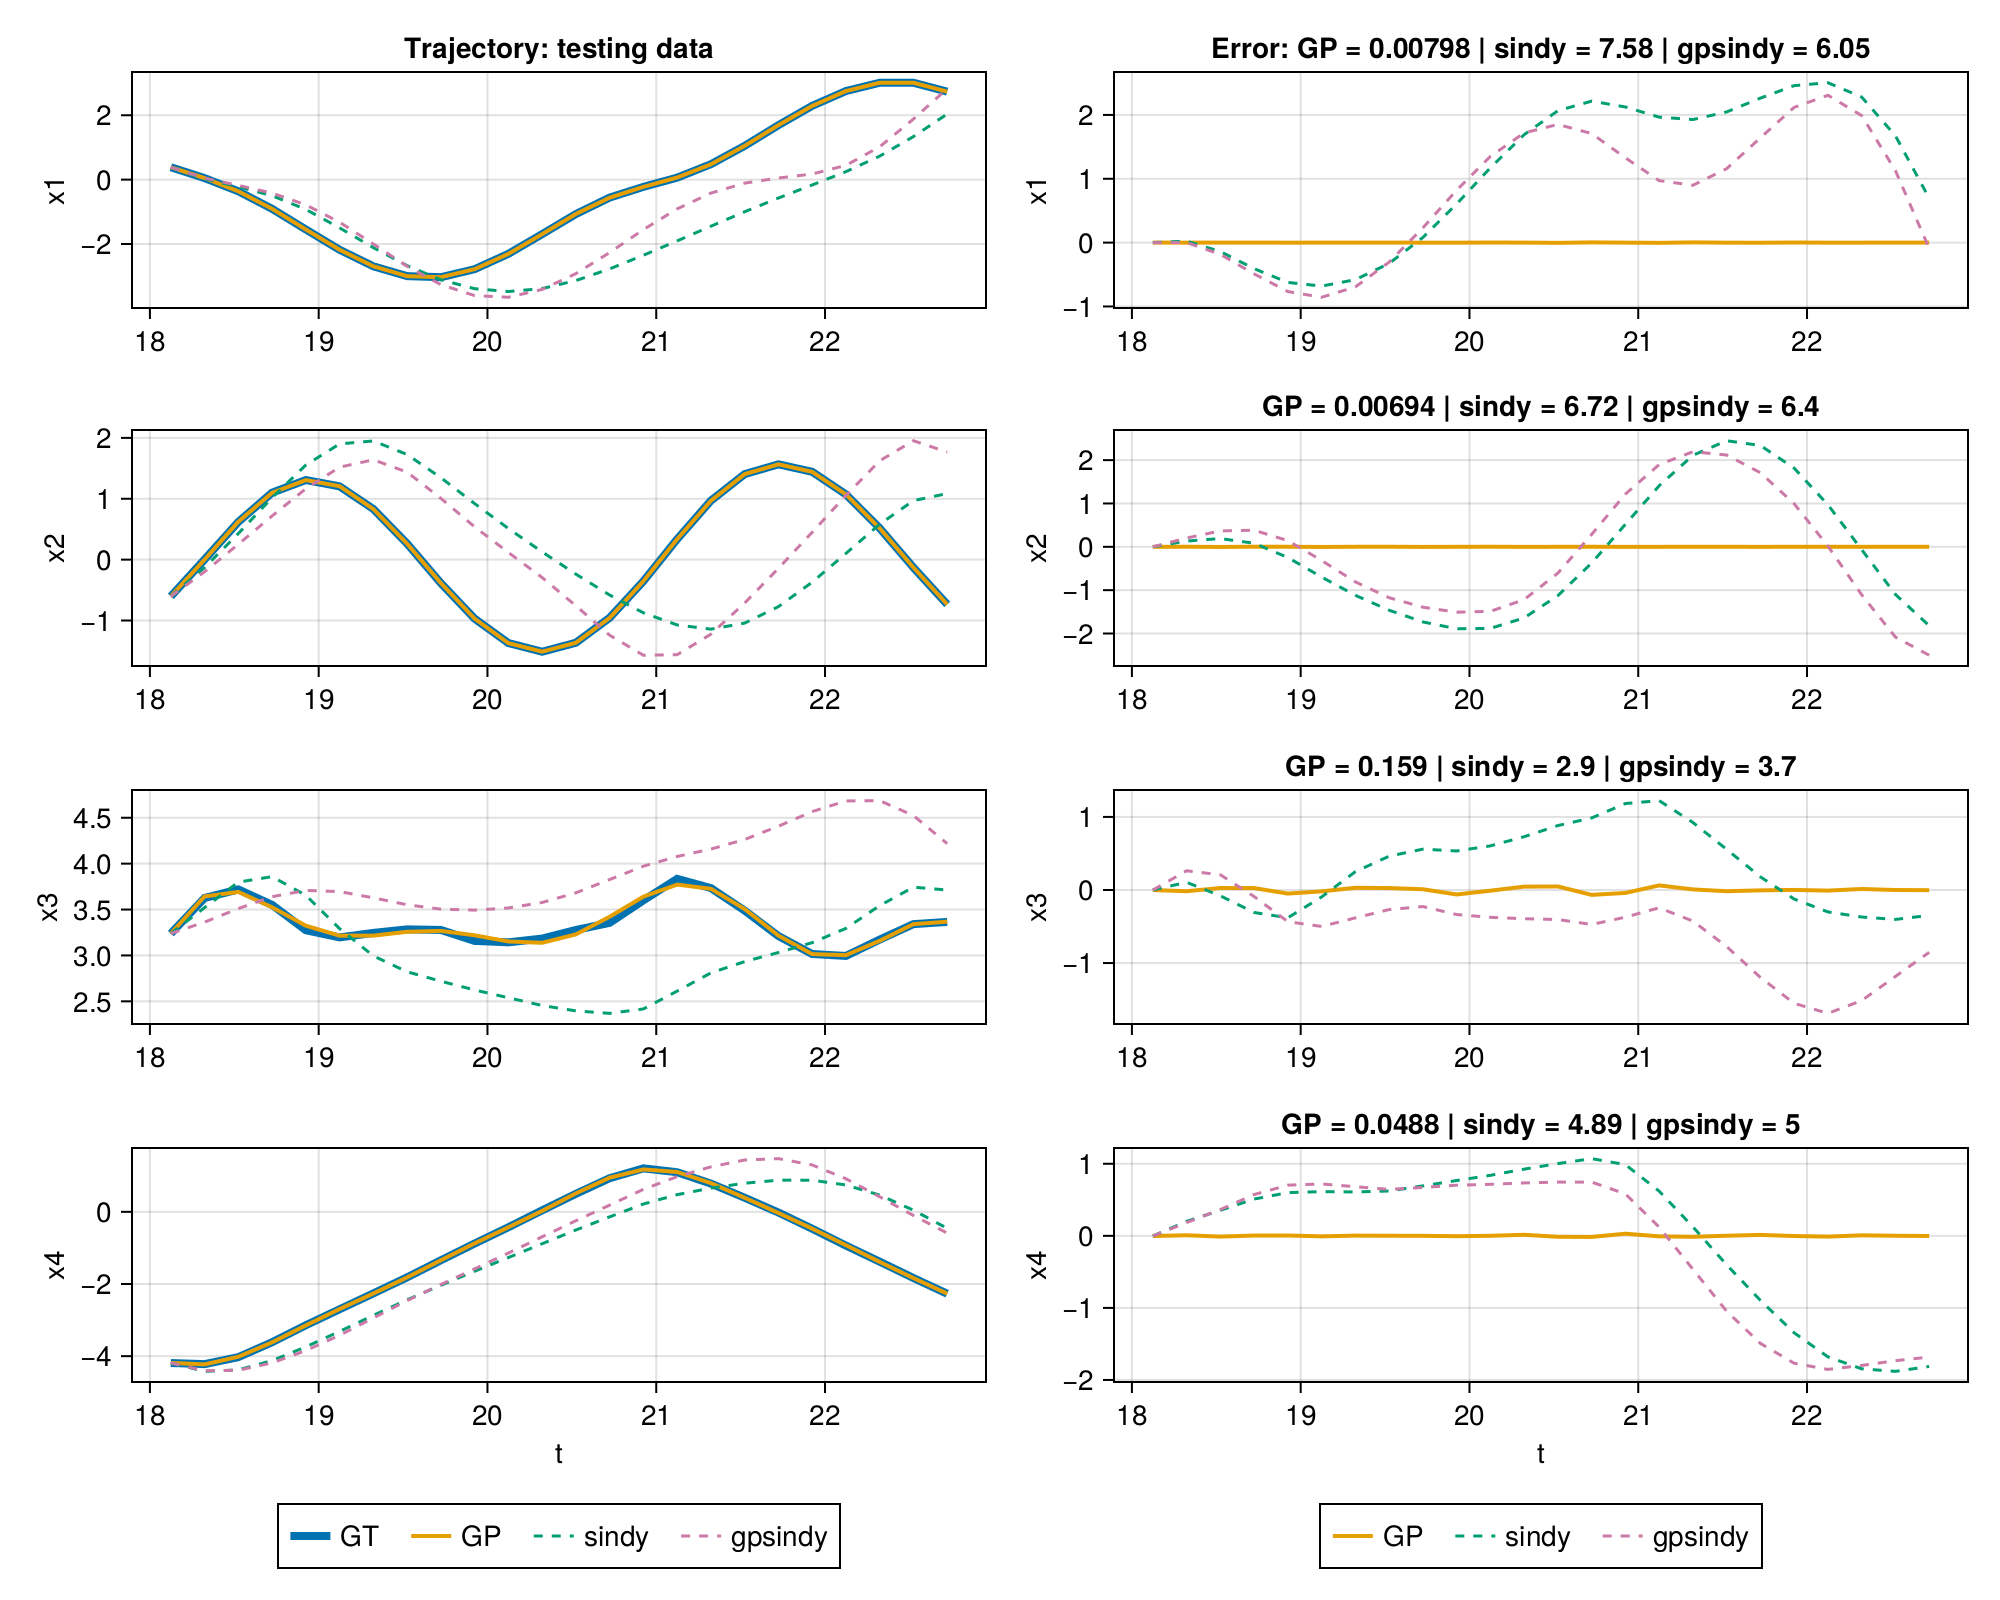 Trajectory: testing data
x1
2
0
−2
18 19 20 21 22
Error: GP = 0.00798 | sindy = 7.58 | gpsindy = 6.05
x1
2
1
0
−1
18 19 20 21 22
x2
2
1
0
−1
18 19 20 21 22
GP = 0.00694 | sindy = 6.72 | gpsindy = 6.4
x2
2
1
0
−1
−2
18 19 20 21 22
x3
4.5
4.0
3.5
3.0
2.5
18 19 20 21 22
GP = 0.159 | sindy = 2.9 | gpsindy = 3.7
x3
1
0
−1
18 19 20 21 22
x4
0
−2
−4
18 19 20 21 22
t
GP = 0.0488 | sindy = 4.89 | gpsindy = 5
x4
1
0
−1
−2
18 19 20 21 22
t
GT GP sindy gpsindy
GP sindy gpsindy